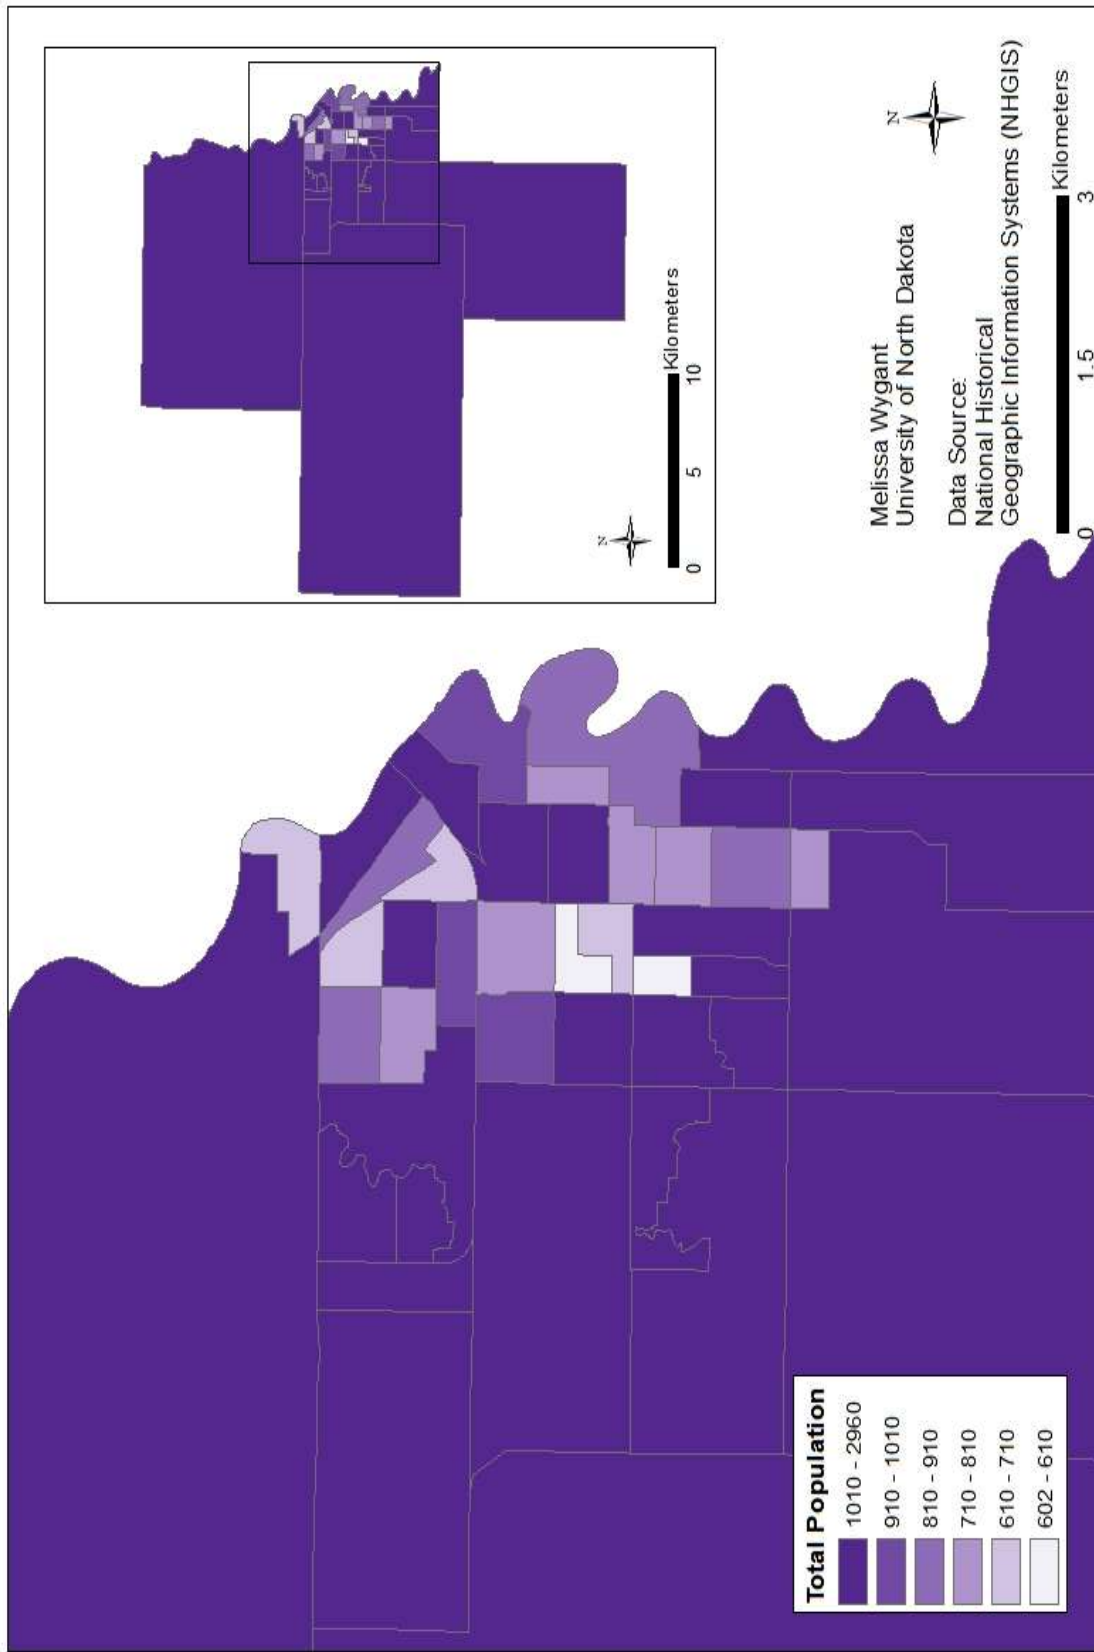 N
0 5 10 Kilometers
N
Melissa Wygant
University of North Dakota
Data Source:
National Historical
Geographic Information Systems (NHGIS)
0 1.5 3 Kilometers
Total Population
1010 - 2960
910 - 1010
810 - 910
710 - 810
610 - 710
602 - 610